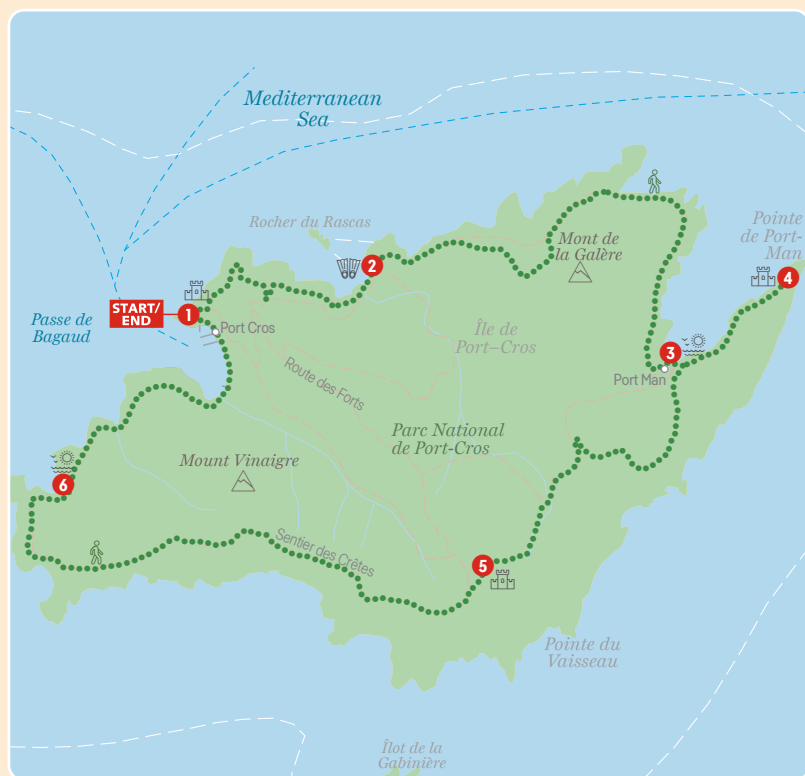 Mediterranean
Sea
Rocher du Rascas
Pointe
de Port-
Man
Mont de
la Galère
2
4
START/
END
1
Passe de
Bagaud
Port Cros
Île de
Port–Cros
3
Port Man
Route des Forts
Parc National
de Port-Cros
Mount Vinaigre
6
Sentier des Crêtes
5
Pointe du
Vaisseau
Îlot de la
Gabinière